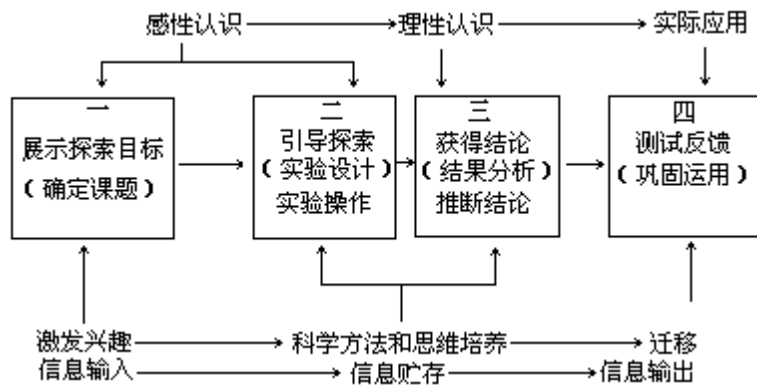 感性认识 理性认识 实际应用
一
展示探索目标
(确定课题)
二
引导探索
(实验设计)
实验操作
三
获得结论
(结果分析)
推断结论
四
测试反馈
(巩固运用)
激发兴趣 科学方法和思维培养 迁移
信息输入 信息贮存 信息输出